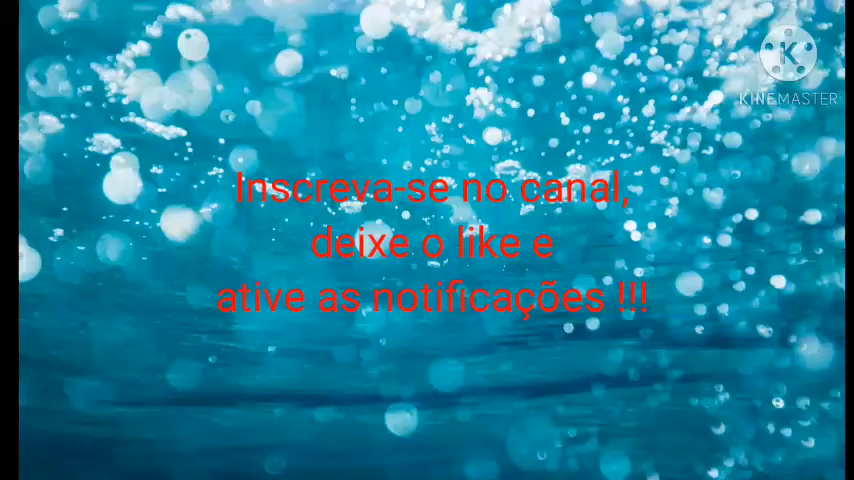 K
KINEMASTER
Inscreva-se no canal,
deixe o like e
ative as notificações !!!